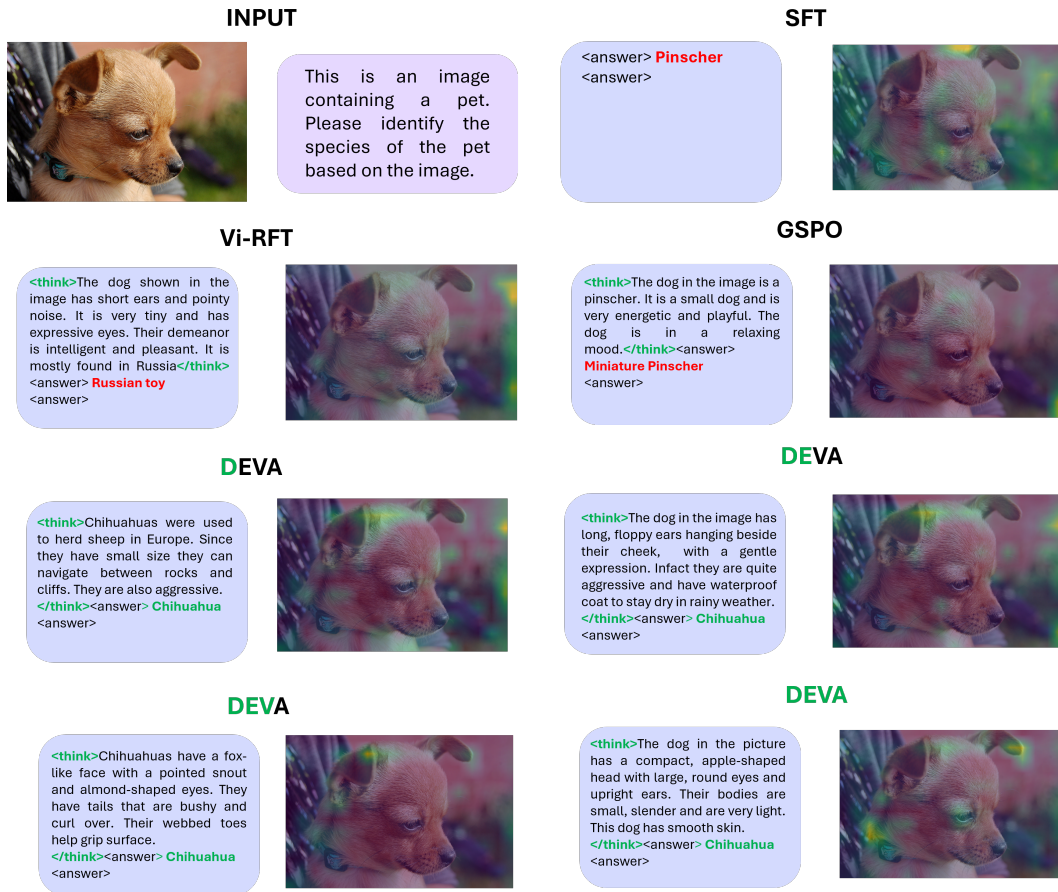 INPUT
This is an image
containing a pet.
Please identify the
species of the pet
based on the image.
SFT
<answer> Pinscher
<answer>
Vi-RFT
<think>The dog shown in the
image has short ears and pointy
noise. It is very tiny and has
expressive eyes. Their demeanor
is intelligent and pleasant. It is
mostly found in Russia</think>
<answer> Russian toy
<answer>
GSPO
<think>The dog in the image is a
pinscher. It is a small dog and is
very energetic and playful. The
dog is in a relaxing
mood.</think><answer>
Miniature Pinscher
<answer>
DEVA
<think>Chihuahuas were used
to herd sheep in Europe. Since
they have small size they can
navigate between rocks and
cliffs. They are also aggressive.
</think><answer> Chihuahua
<answer>
DEVA
<think>The dog in the image has
long, floppy ears hanging beside
their cheek, with a gentle
expression. Infact they are quite
aggressive and have waterproof
coat to stay dry in rainy weather.
</think><answer> Chihuahua
<answer>
DEVA
<think>Chihuahuas have a fox-
like face with a pointed snout
and almond-shaped eyes. They
have tails that are bushy and
curl over. Their webbed toes
help grip surface.
</think><answer> Chihuahua
<answer>
DEVA
<think>The dog in the picture
has a compact, apple-shaped
head with large, round eyes and
upright ears. Their bodies are
small, slender and are very light.
This dog has smooth skin.
</think><answer> Chihuahua
<answer>